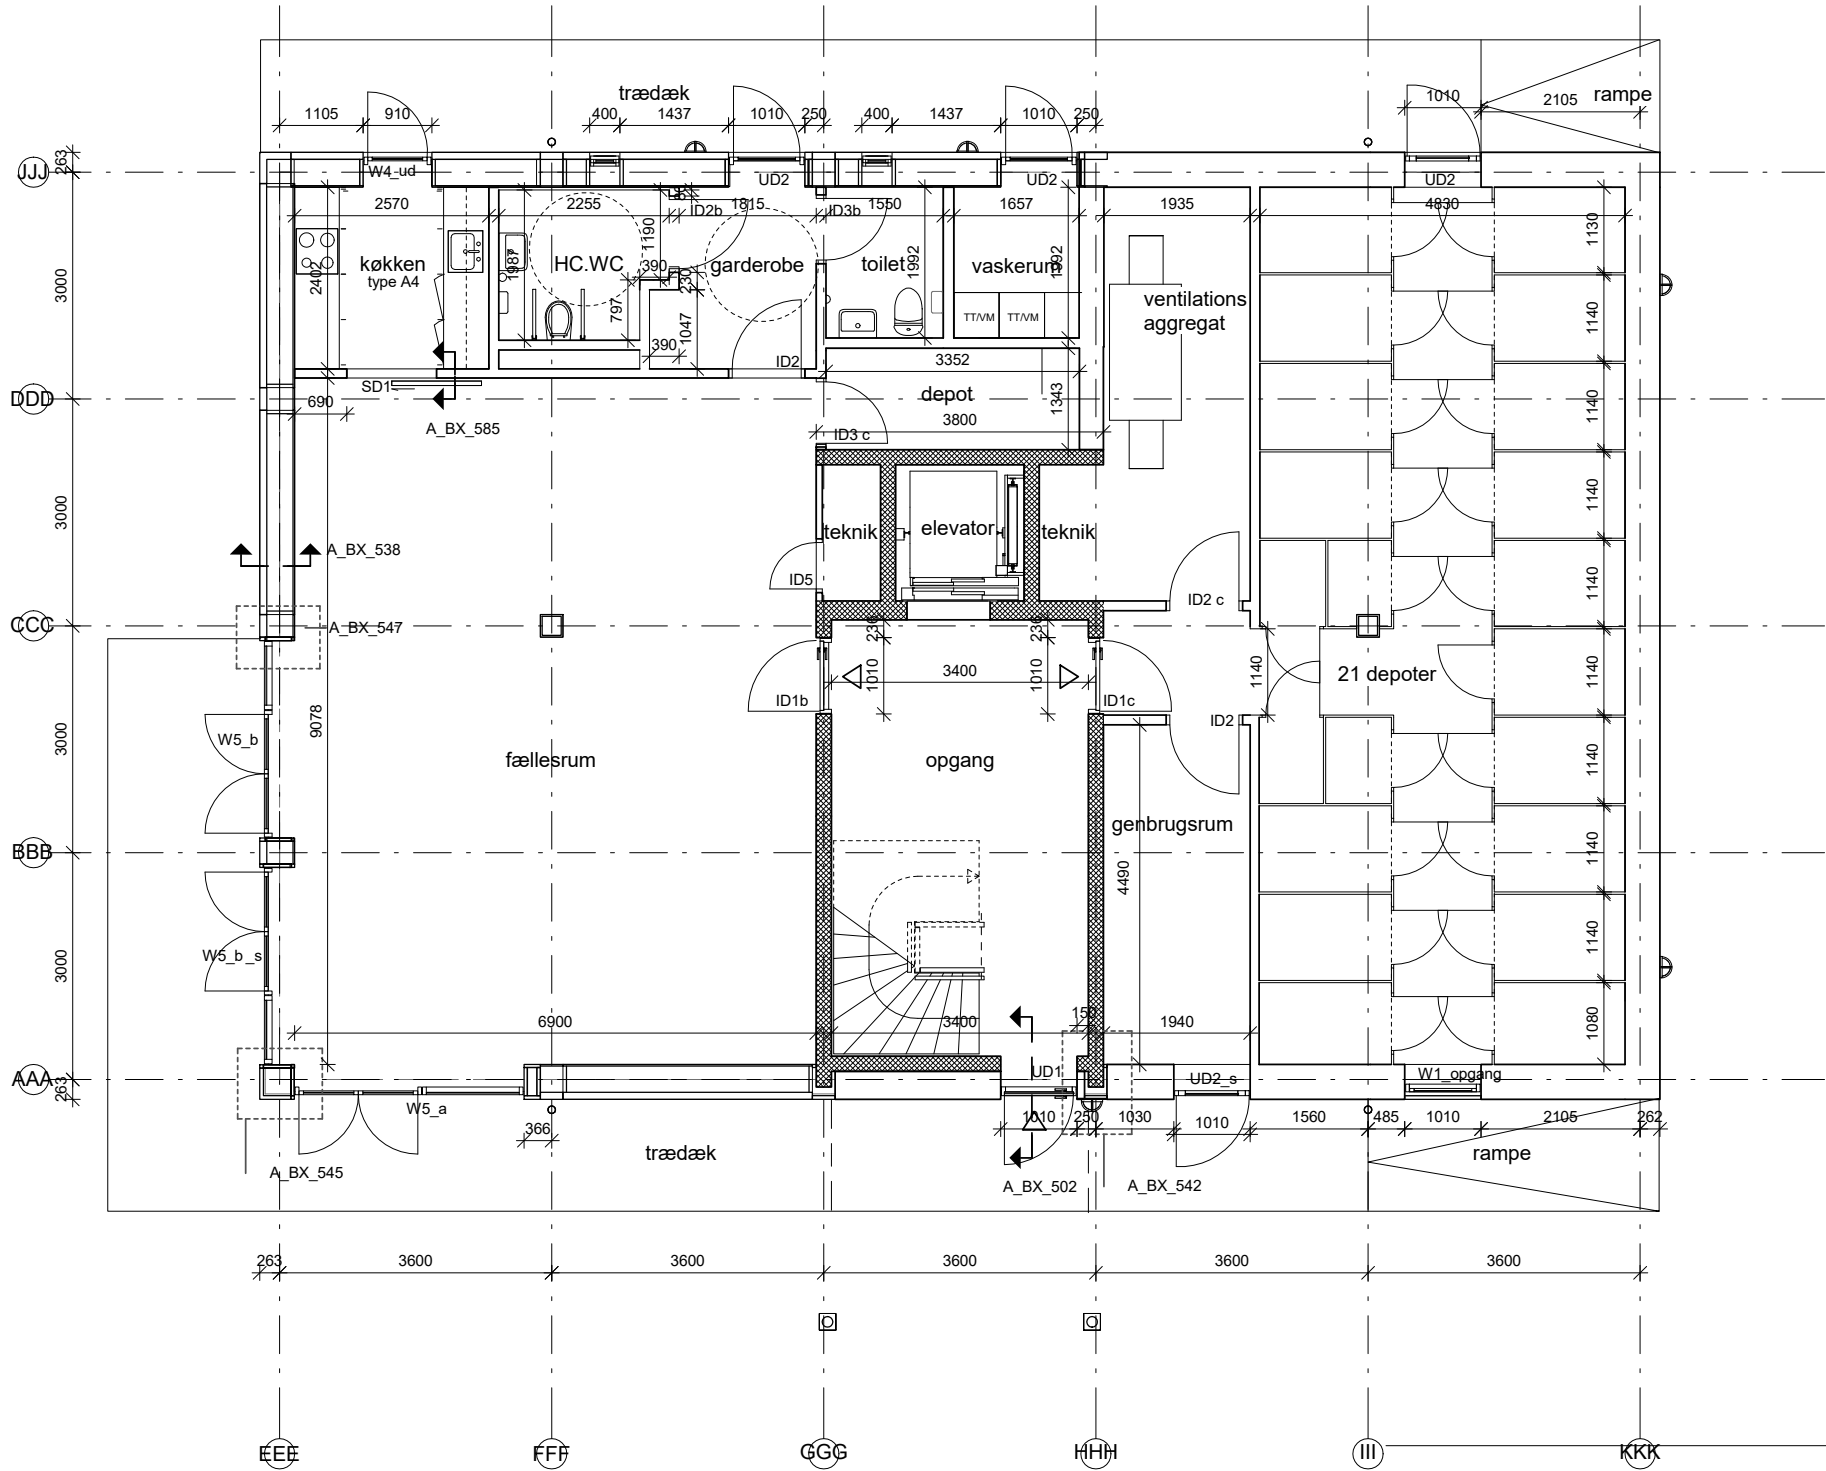 trædæk
rampe
1105
910
400
1437
1010
250
400
1437
1010
250
1010
2105
263
JJJ
W4_ud
UD2
UD2
UD2
2570
2255
1815
ID2b
ID3b
1550
1657
1935
4830
1130
1190
3000
2402
køkken
type A4
1987
HC.WC
390
230
garderobe
toilet
1992
vaskerum
1992
ventilations
aggregat
1140
797
390
1047
TT/VM
TT/VM
ID2
3352
DDD
SD1
690
A_BX_585
depot
1343
3800
ID3 c
1140
3000
1140
teknik
elevator
teknik
A_BX_538
ID5
1140
ID2 c
CCC
A_BX_547
236
236
1010
3400
1010
1140
21 depoter
1140
ID1b
ID1c
ID2
3000
9078
W5_b
fællesrum
opgang
1140
genbrugsrum
BBB
1140
4490
W5_b_s
3000
1140
6900
3400
150
1940
1080
AAA
263
UD1
UD2_s
W1_opgang
W5_a
366
1010
250
1030
1010
1560
485
1010
2105
262
trædæk
rampe
A_BX_545
A_BX_502
A_BX_542
263
3600
3600
3600
3600
3600
EEE
FFF
GGG
HHH
III
KKK